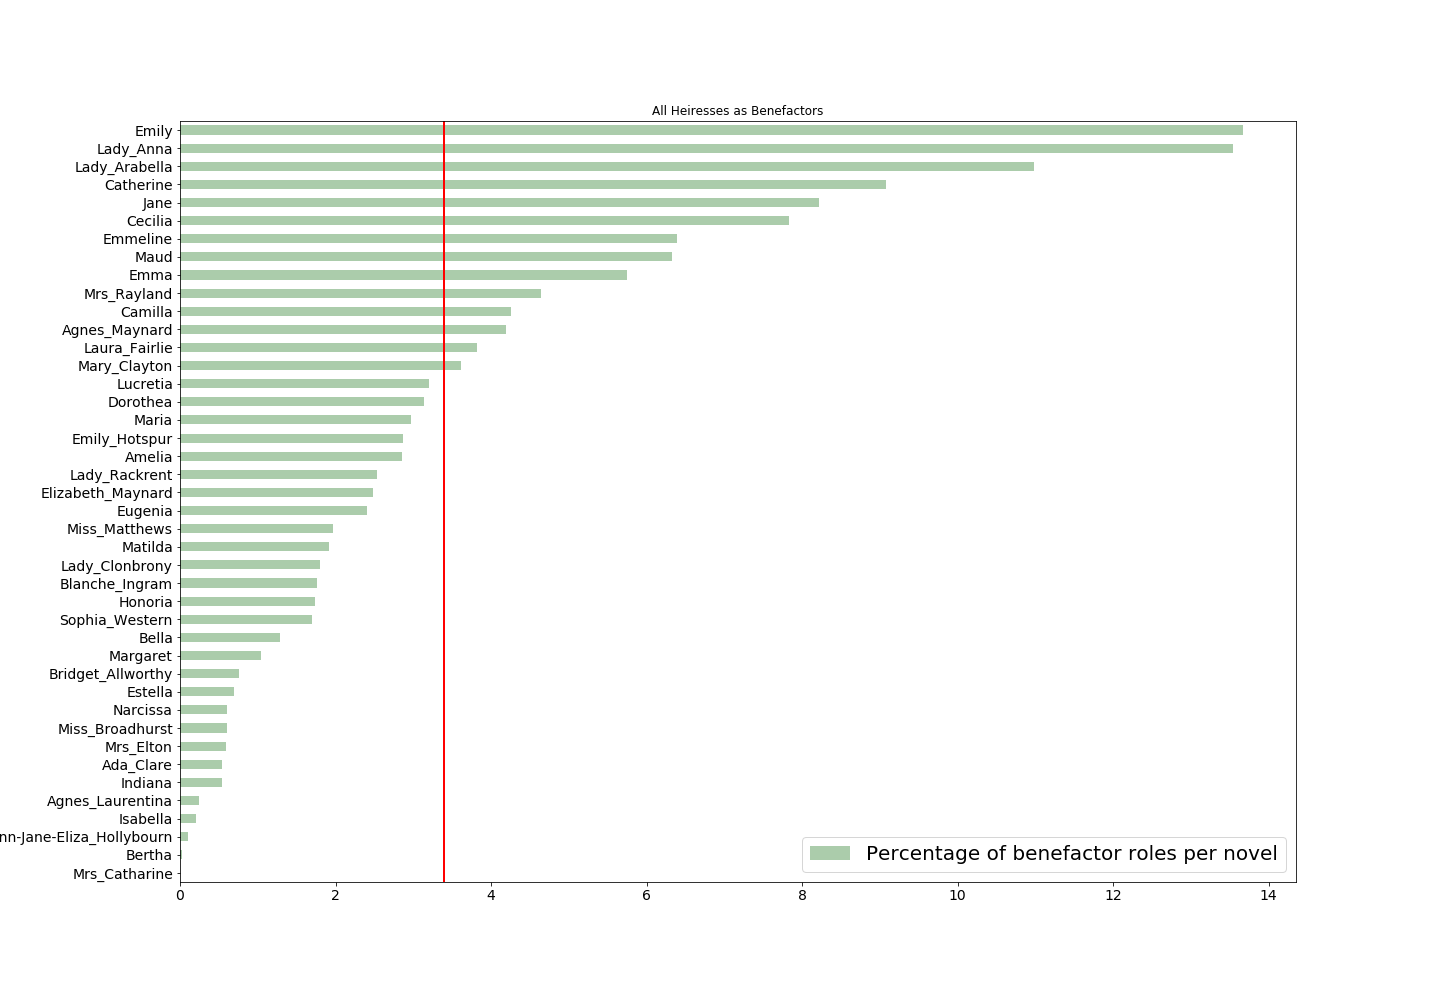 All Heiresses as Benefactors
Emily
Lady_Anna
Lady_Arabella
Catherine
Jane
Cecilia
Emmeline
Maud
Emma
Mrs_Rayland
Camilla
Agnes_Maynard
Laura_Fairlie
Mary_Clayton
Lucretia
Dorothea
Maria
Emily_Hotspur
Amelia
Lady_Rackrent
Elizabeth_Maynard
Eugenia
Miss_Matthews
Matilda
Lady_Clonbrony
Blanche_Ingram
Honoria
Sophia_Western
Bella
Margaret
Bridget_Allworthy
Estella
Narcissa
Miss_Broadhurst
Mrs_Elton
Ada_Clare
Indiana
Agnes_Laurentina
Isabella
nn-Jane-Eliza_Hollybourn
Bertha
Mrs_Catharine
Percentage of benefactor roles per novel
0 2 4 6 8 10 12 14